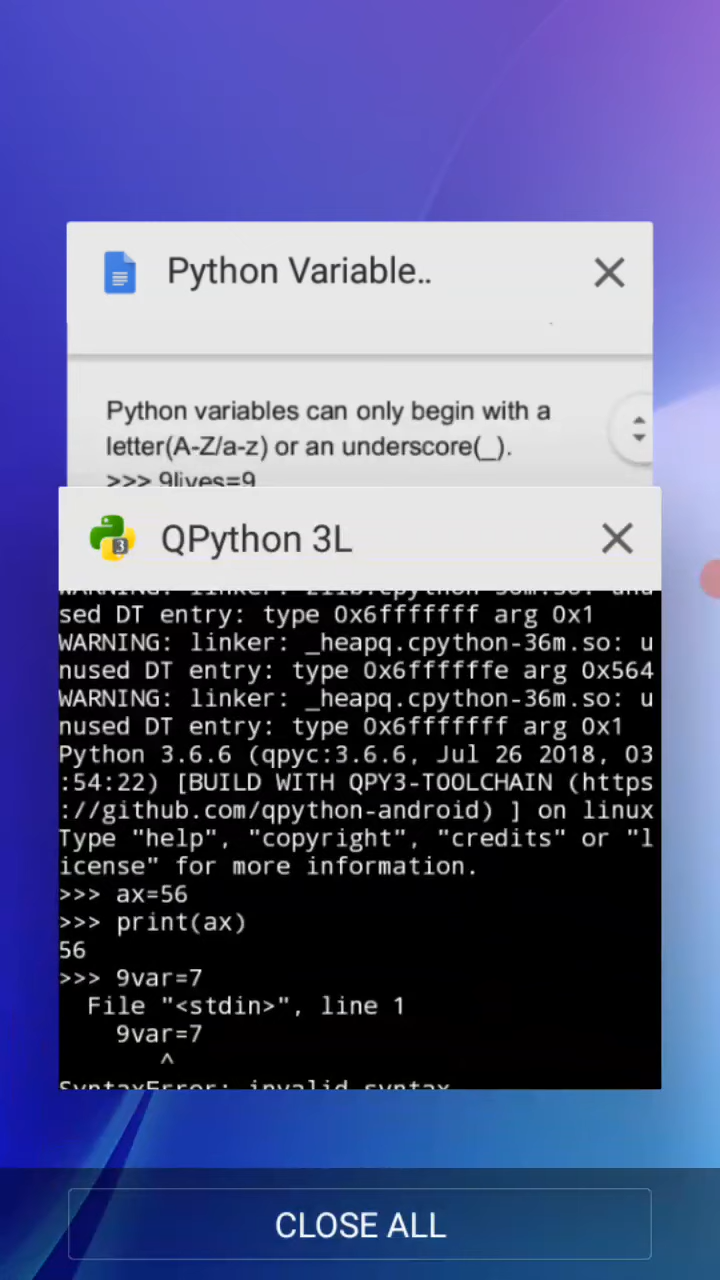 Python Variable..
Python variables can only begin with a
letter(A-Z/a-z) or an underscore(_).
>>> 9lives=9
QPython 3L
sed DT entry: type 0x6fffffff arg 0x1
WARNING: linker: _heapq.cpython-36m.so: u
nused DT entry: type 0x6ffffffe arg 0x564
WARNING: linker: _heapq.cpython-36m.so: u
nused DT entry: type 0x6fffffff arg 0x1
Python 3.6.6 (qpyc:3.6.6, Jul 26 2018, 03
:54:22) [BUILD WITH QPY3-TOOLCHAIN (https
://github.com/qpython-android) ] on linux
Type "help", "copyright", "credits" or "l
icense" for more information.
>>> ax=56
>>> print(ax)
56
>>> 9var=7
File "<stdin>", line 1
9var=7
^
SyntaxError: invalid syntax
CLOSE ALL